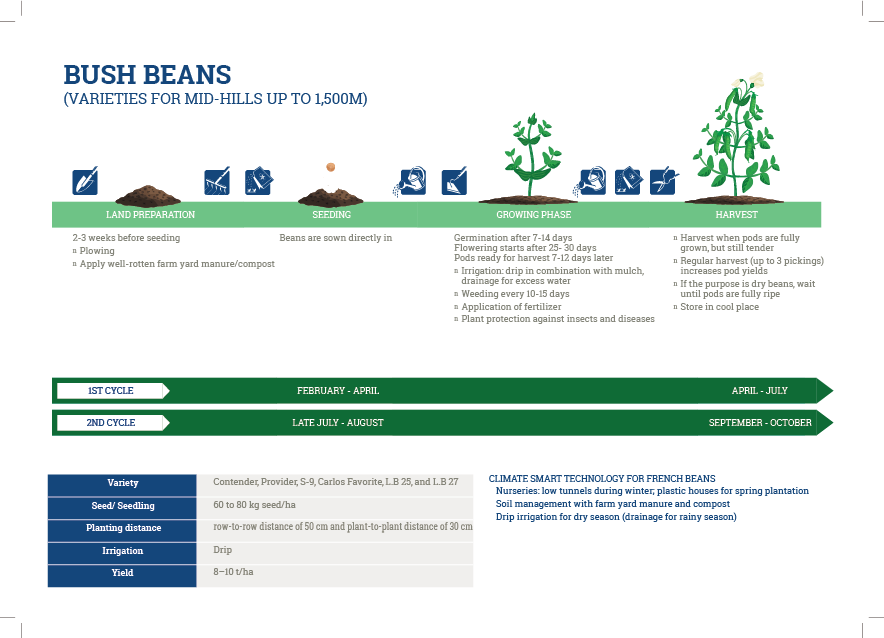 BUSH BEANS
(VARIETIES FOR MID-HILLS UP TO 1,500M)
LAND PREPARATION
SEEDING
GROWING PHASE
HARVEST
2-3 weeks before seeding
n Plowing
n Apply well-rotten farm yard manure/compost
Beans are sown directly in
Germination after 7-14 days
Flowering starts after 25- 30 days
Pods ready for harvest 7-12 days later
n Irrigation: drip in combination with mulch,
drainage for excess water
n Weeding every 10-15 days
n Application of fertilizer
n Plant protection against insects and diseases
n Harvest when pods are fully
grown, but still tender
n Regular harvest (up to 3 pickings)
increases pod yields
n If the purpose is dry beans, wait
until pods are fully ripe
n Store in cool place
1ST CYCLE FEBRUARY - APRIL APRIL - JULY
2ND CYCLE LATE JULY - AUGUST SEPTEMBER - OCTOBER
Variety Contender, Provider, S-9, Carlos Favorite, L.B 25, and L.B 27
Seed/ Seedling 60 to 80 kg seed/ha
Planting distance row-to-row distance of 50 cm and plant-to-plant distance of 30 cm
Irrigation Drip
Yield 8–10 t/ha
CLIMATE SMART TECHNOLOGY FOR FRENCH BEANS
Nurseries: low tunnels during winter; plastic houses for spring plantation
Soil management with farm yard manure and compost
Drip irrigation for dry season (drainage for rainy season)